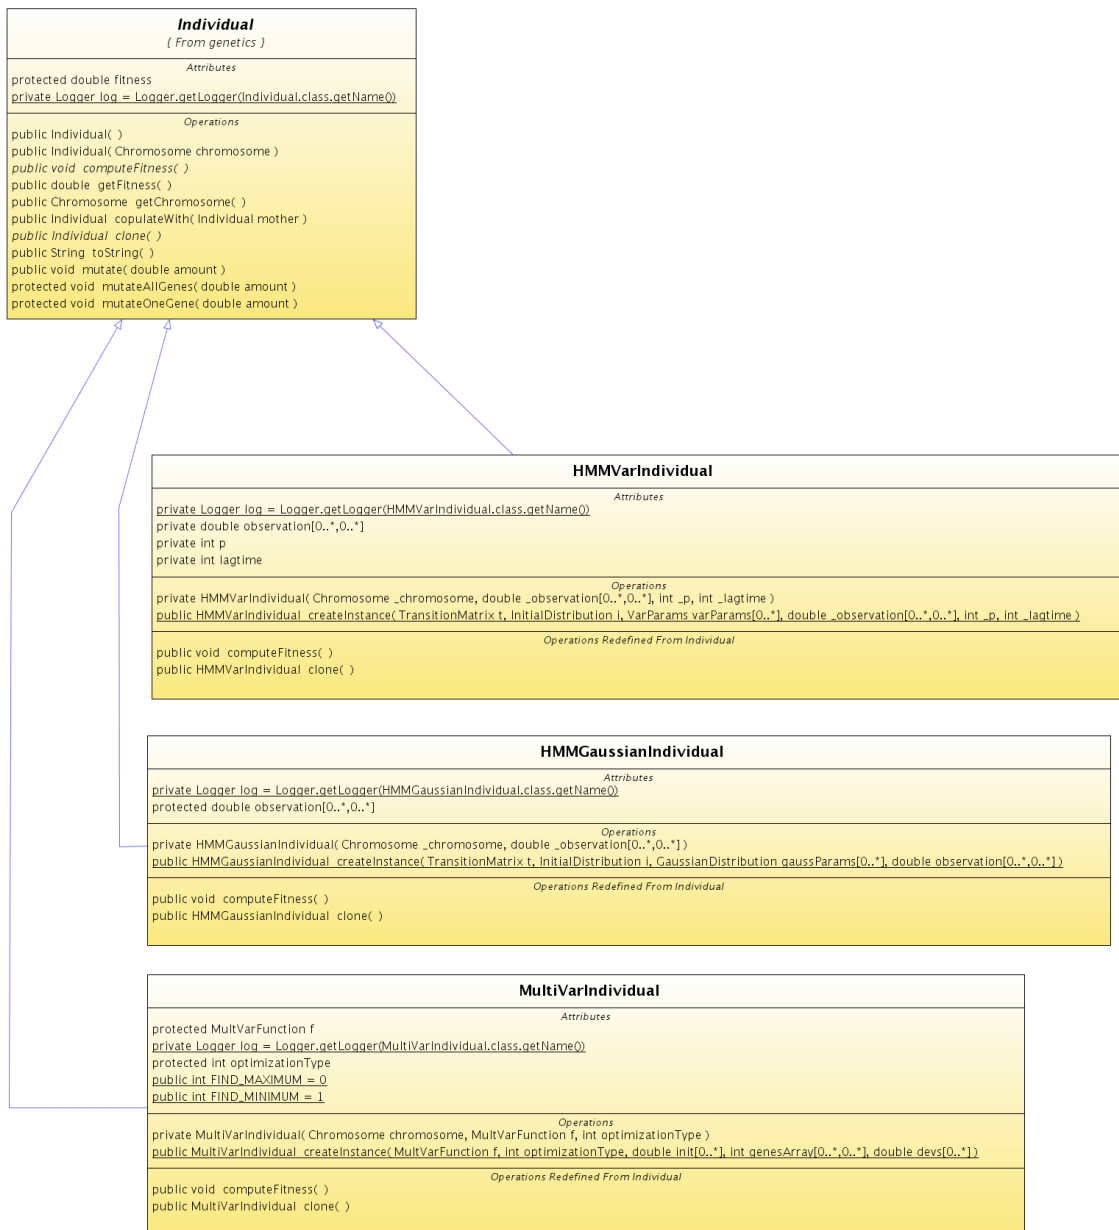 Individual
{ From genetics }
Attributes
protected double fitness
private Logger log = Logger.getLogger(Individual.class.getName())
Operations
public Individual( )
public Individual( Chromosome chromosome )
public void computeFitness( )
public double getFitness( )
public Chromosome getChromosome( )
public Individual copulateWith( Individual mother )
public Individual clone( )
public String toString( )
public void mutate( double amount )
protected void mutateAllGenes( double amount )
protected void mutateOneGene( double amount )
HMMVarIndividual
Attributes
private Logger log = Logger.getLogger(HMMVarIndividual.class.getName())
private double observation[0..*,0..*]
private int p
private int lagtime
Operations
private HMMVarIndividual( Chromosome _chromosome, double _observation[0..*,0..*], int _p, int _lagtime )
public HMMVarIndividual createInstance( TransitionMatrix t, InitialDistribution i, VarParams varParams[0..*], double _observation[0..*,0..*], int _p, int _lagtime )
Operations Redefined From Individual
public void computeFitness( )
public HMMVarIndividual clone( )
HMMGaussianIndividual
Attributes
private Logger log = Logger.getLogger(HMMGaussianIndividual.class.getName())
protected double observation[0..*,0..*]
Operations
private HMMGaussianIndividual( Chromosome _chromosome, double _observation[0..*,0..*] )
public HMMGaussianIndividual createInstance( TransitionMatrix t, InitialDistribution i, GaussianDistribution gaussParams[0..*], double observation[0..*,0..*] )
Operations Redefined From Individual
public void computeFitness( )
public HMMGaussianIndividual clone( )
MultiVarIndividual
Attributes
protected MultVarFunction f
private Logger log = Logger.getLogger(MultiVarIndividual.class.getName())
protected int optimizationType
public int FIND_MAXIMUM = 0
public int FIND_MINIMUM = 1
Operations
private MultiVarIndividual( Chromosome chromosome, MultVarFunction f, int optimizationType )
public MultiVarIndividual createInstance( MultVarFunction f, int optimizationType, double init[0..*], int genesArray[0..*,0..*], double devs[0..*] )
Operations Redefined From Individual
public void computeFitness( )
public MultiVarIndividual clone( )